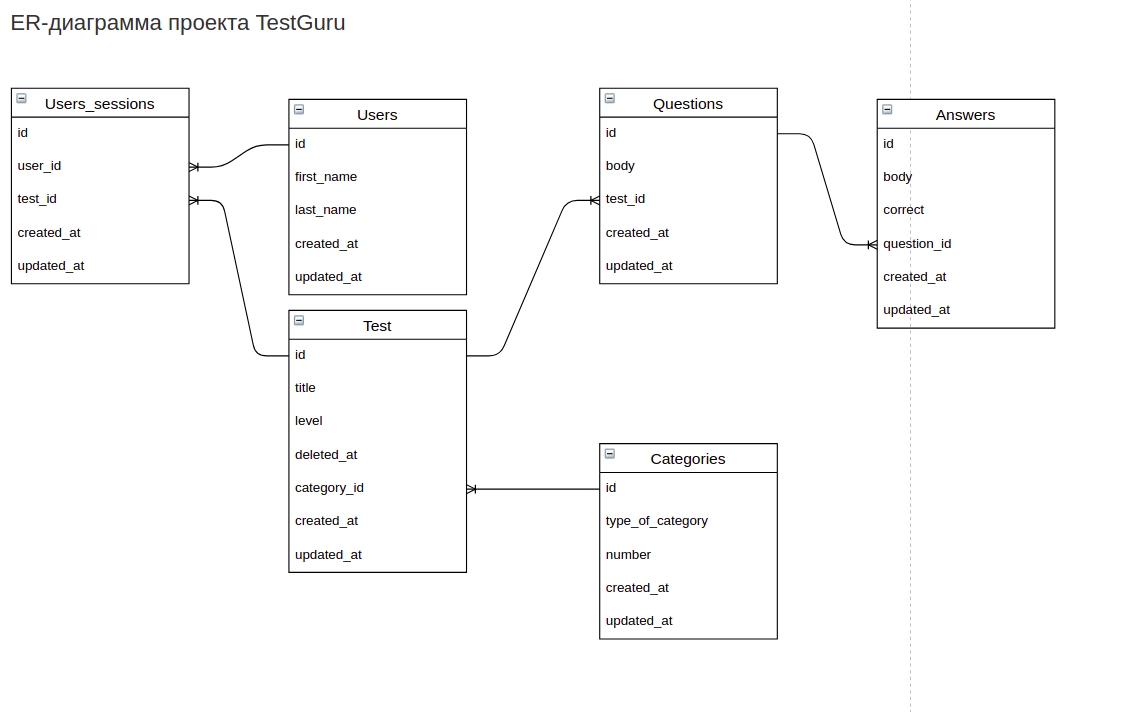 ER-диаграмма проекта TestGuru
Users_sessions
id
user_id
test_id
created_at
updated_at
Users
id
first_name
last_name
created_at
updated_at
Test
id
title
level
deleted_at
category_id
created_at
updated_at
Questions
id
body
test_id
created_at
updated_at
Categories
id
type_of_category
number
created_at
updated_at
Answers
id
body
correct
question_id
created_at
updated_at